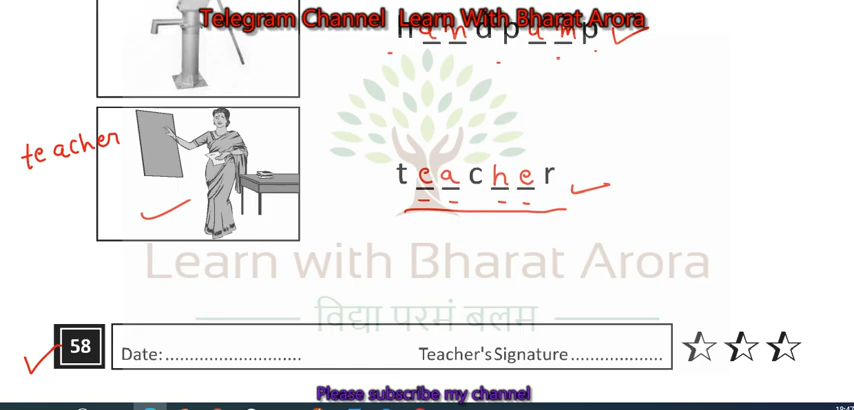 Telegram Channel Learn With Bharat Arora
handpump
teacher
teacher
Learn with Bharat Arora
विद्या परमं बलम
58
Date:..............................
Teacher's Signature....................
Please subscribe my channel